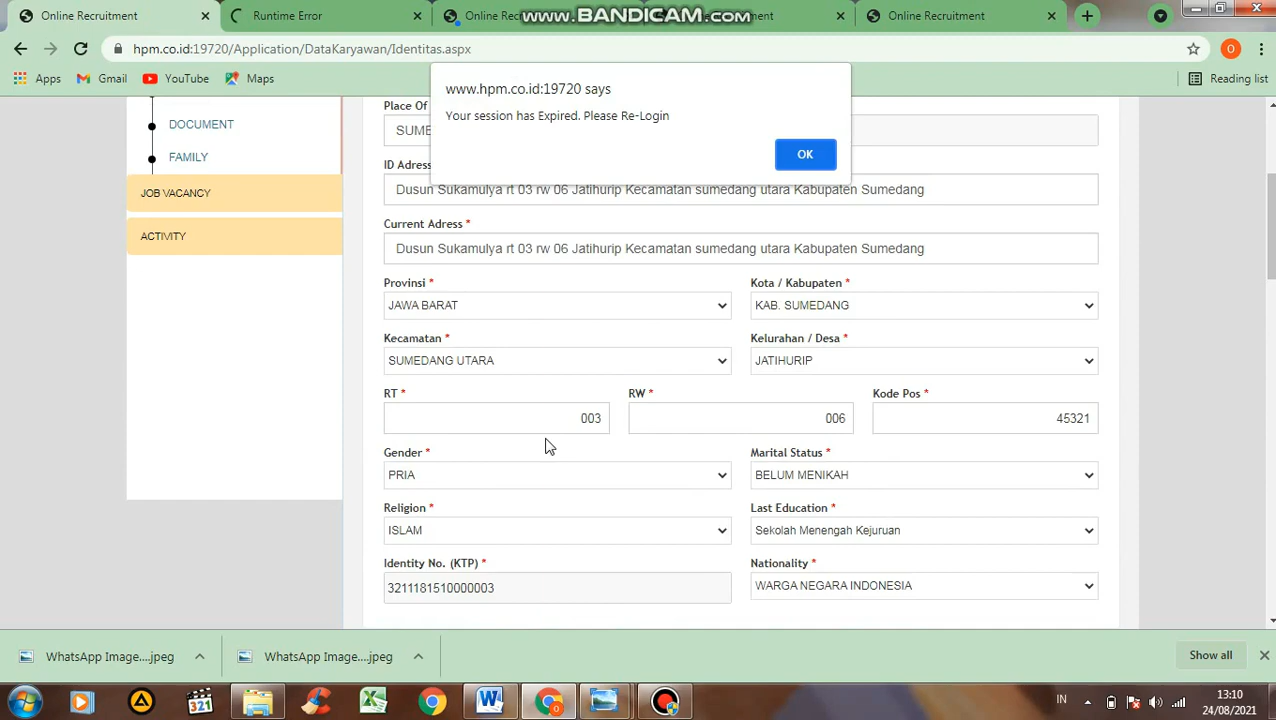 Online Recruitment
Runtime Error
Online Rec
www.BANDICAM.com
Recruitment
Online Recruitment
hpm.co.id:19720/Application/DataKaryawan/Identitas.aspx
O
Apps
Gmail
YouTube
Maps
Reading list
www.hpm.co.id:19720 says
Your session has Expired. Please Re-Login
OK
DOCUMENT
FAMILY
JOB VACANCY
ACTIVITY
Place Of
SUME
ID Adress
Dusun Sukamulya rt 03 rw 06 Jatihurip Kecamatan sumedang utara Kabupaten Sumedang
Current Adress *
Dusun Sukamulya rt 03 rw 06 Jatihurip Kecamatan sumedang utara Kabupaten Sumedang
Provinsi * Kota / Kabupaten *
JAWA BARAT KAB. SUMEDANG
Kecamatan * Kelurahan / Desa *
SUMEDANG UTARA JATIHURIP
RT * RW * Kode Pos *
003 006 45321
Gender * Marital Status *
PRIA BELUM MENIKAH
Religion * Last Education *
ISLAM Sekolah Menengah Kejuruan
Identity No. (KTP) * Nationality *
3211181510000003 WARGA NEGARA INDONESIA
WhatsApp Image....jpeg
WhatsApp Image....jpeg
Show all
321
IN
13:10
24/08/2021